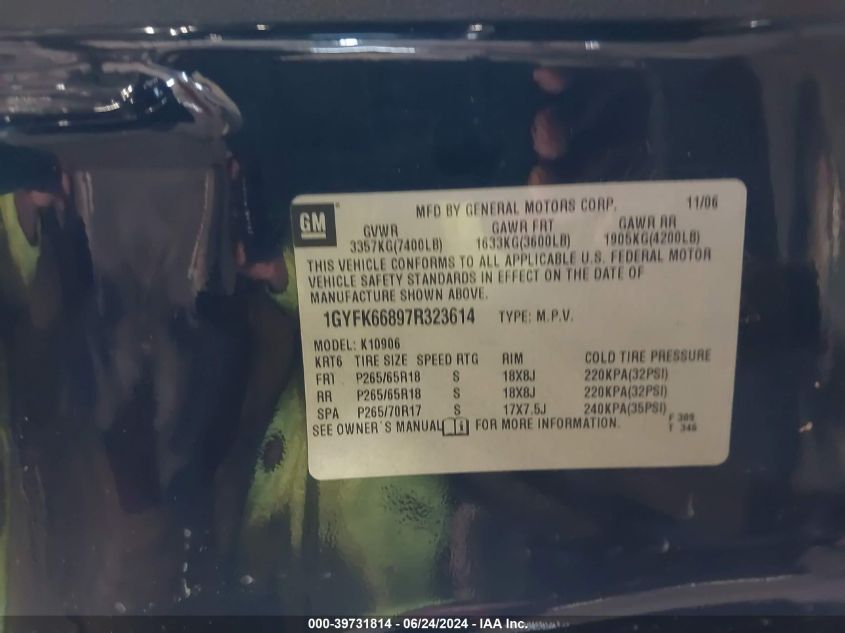 GM
MFD BY GENERAL MOTORS CORP. 11/06
GVWR GAWR FRT GAWR RR
3357KG(7400LB) 1633KG(3600LB) 1905KG(4200LB)
THIS VEHICLE CONFORMS TO ALL APPLICABLE U.S. FEDERAL MOTOR
VEHICLE SAFETY STANDARDS IN EFFECT ON THE DATE OF
MANUFACTURE SHOWN ABOVE.
1GYFK66897R323614 TYPE: M.P.V.
MODEL: K10906
KRT6 TIRE SIZE SPEED RTG RIM COLD TIRE PRESSURE
FRT P265/65R18 S 18X8J 220KPA(32PSI)
RR P265/65R18 S 18X8J 220KPA(32PSI)
SPA P265/70R17 S 17X7.5J 240KPA(35PSI)
SEE OWNER'S MANUAL FOR MORE INFORMATION.
F 309
T 346
000-39731814 - 06/24/2024 - IAA Inc.